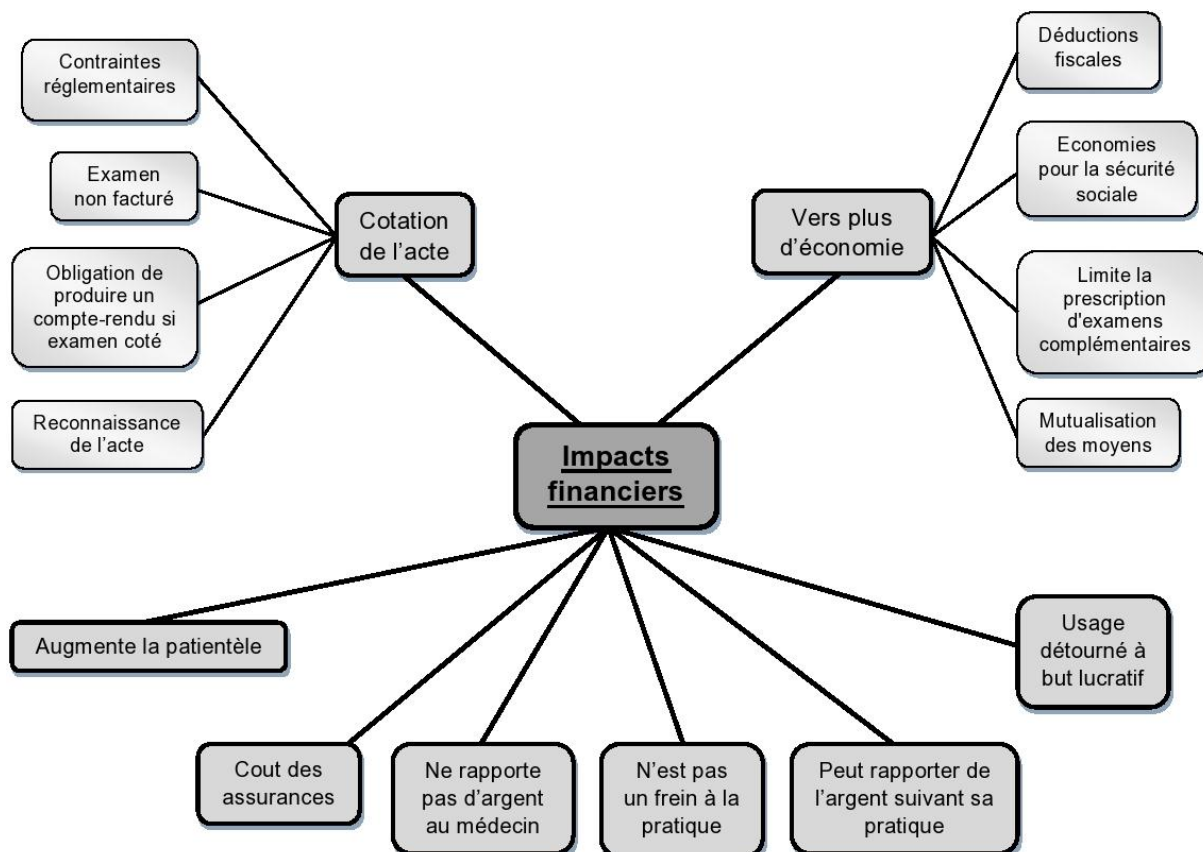 Contraintes
réglementaires
Examen
non facturé
Obligation de
produire un
compte-rendu si
examen coté
Reconnaissance
de l'acte
Cotation
de l'acte
Vers plus
d'économie
Déductions
fiscales
Economies
pour la sécurité
sociale
Limite la
prescription
d'examens
complémentaires
Mutualisation
des moyens
Impacts
financiers
Augmente la patientèle
Cout des
assurances
Ne rapporte
pas d'argent
au médecin
N'est pas
un frein à la
pratique
Peut rapporter de
l'argent suivant sa
pratique
Usage
détourné à
but lucratif